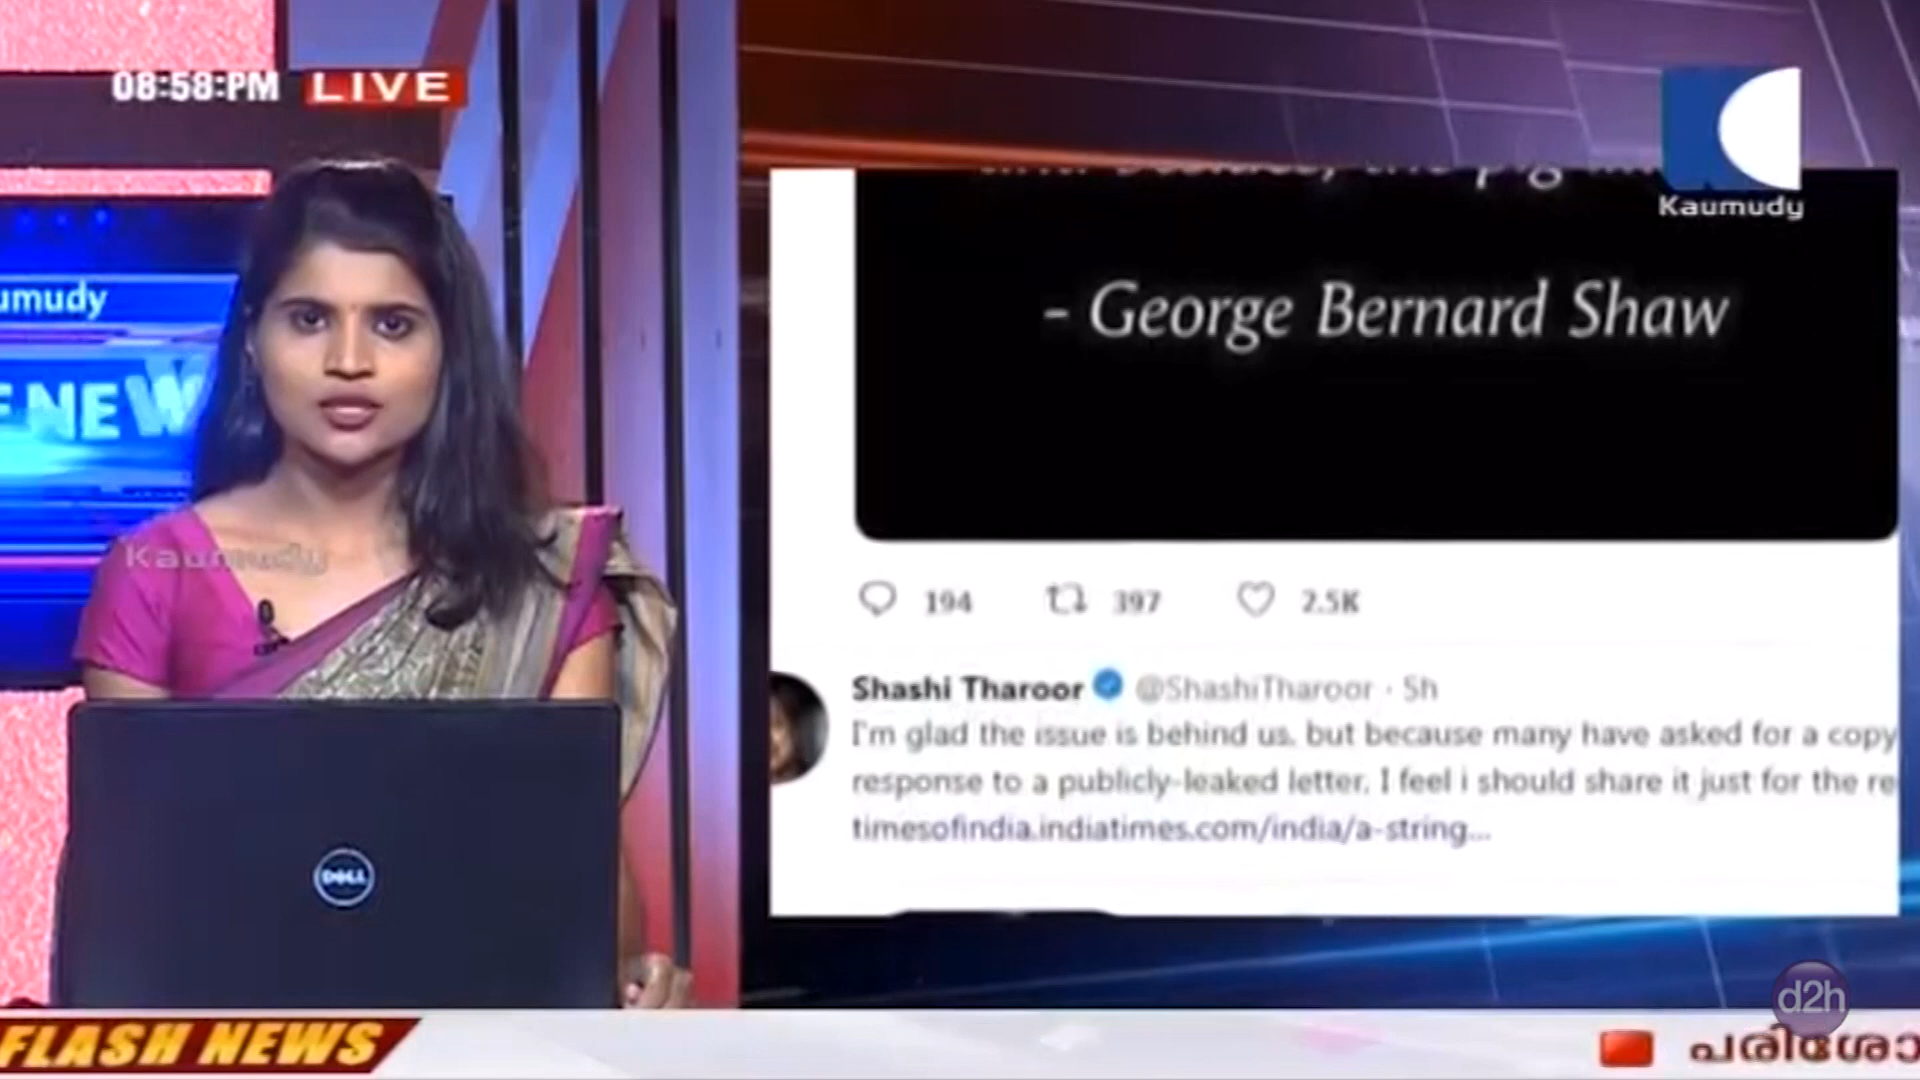 08:58:PM LIVE
Kaumudy
umudy
NEW
- George Bernard Shaw
Kaumudy
194 397 2.5K
Shashi Tharoor @ShashiTharoor · 5h
I'm glad the issue is behind us, but because many have asked for a copy
response to a publicly-leaked letter, I feel i should share it just for the re
timesofindia.indiatimes.com/india/a-string...
DELL
d2h
FLASH NEWS
പരിശോ